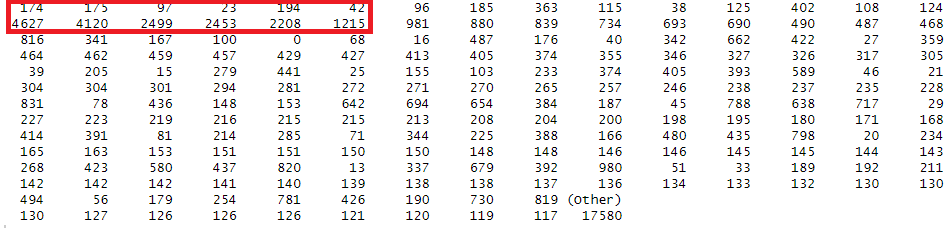 174 175 97 23 194 42 96 185 363 115 38 125 402 108 124
4627 4120 2499 2453 2208 1215 981 880 839 734 693 690 490 487 468
816 341 167 100 0 68 16 487 176 40 342 662 422 27 359
464 462 459 457 429 427 413 405 374 355 346 327 326 317 305
39 205 15 279 441 25 155 103 233 374 405 393 589 46 21
304 304 301 294 281 272 271 270 265 257 246 238 237 235 228
831 78 436 148 153 642 694 654 384 187 45 788 638 717 29
227 223 219 216 215 215 213 208 204 200 198 195 180 171 168
414 391 81 214 285 71 344 225 388 166 480 435 798 20 234
165 163 153 151 151 150 150 148 148 146 146 145 145 144 143
268 423 580 437 820 13 337 679 392 980 51 33 189 192 211
142 142 142 141 140 139 138 138 137 136 134 133 132 130 130
494 56 179 254 781 426 190 730 819 (Other)
130 127 126 126 126 121 120 119 117 17580